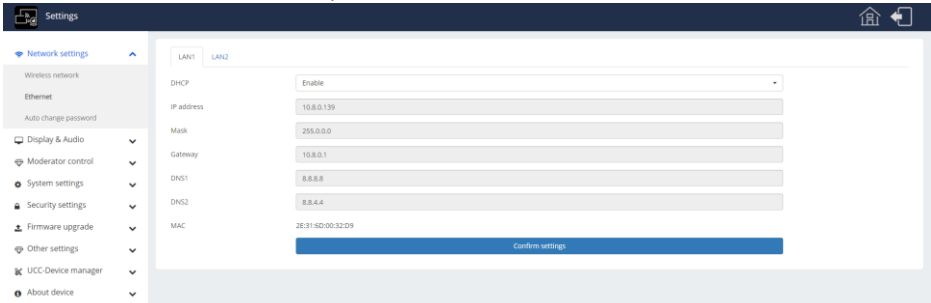 Settings
Network settings
Wireless network
Ethernet
Auto change password
Display & Audio
Moderator control
System settings
Security settings
Firmware upgrade
Other settings
UCC-Device manager
About device
LAN1 LAN2
DHCP Enable
IP address 10.8.0.139
Mask 255.0.0.0
Gateway 10.8.0.1
DNS1 8.8.8.8
DNS2 8.8.4.4
MAC 2E:31:6D:00:32:D9
Confirm settings